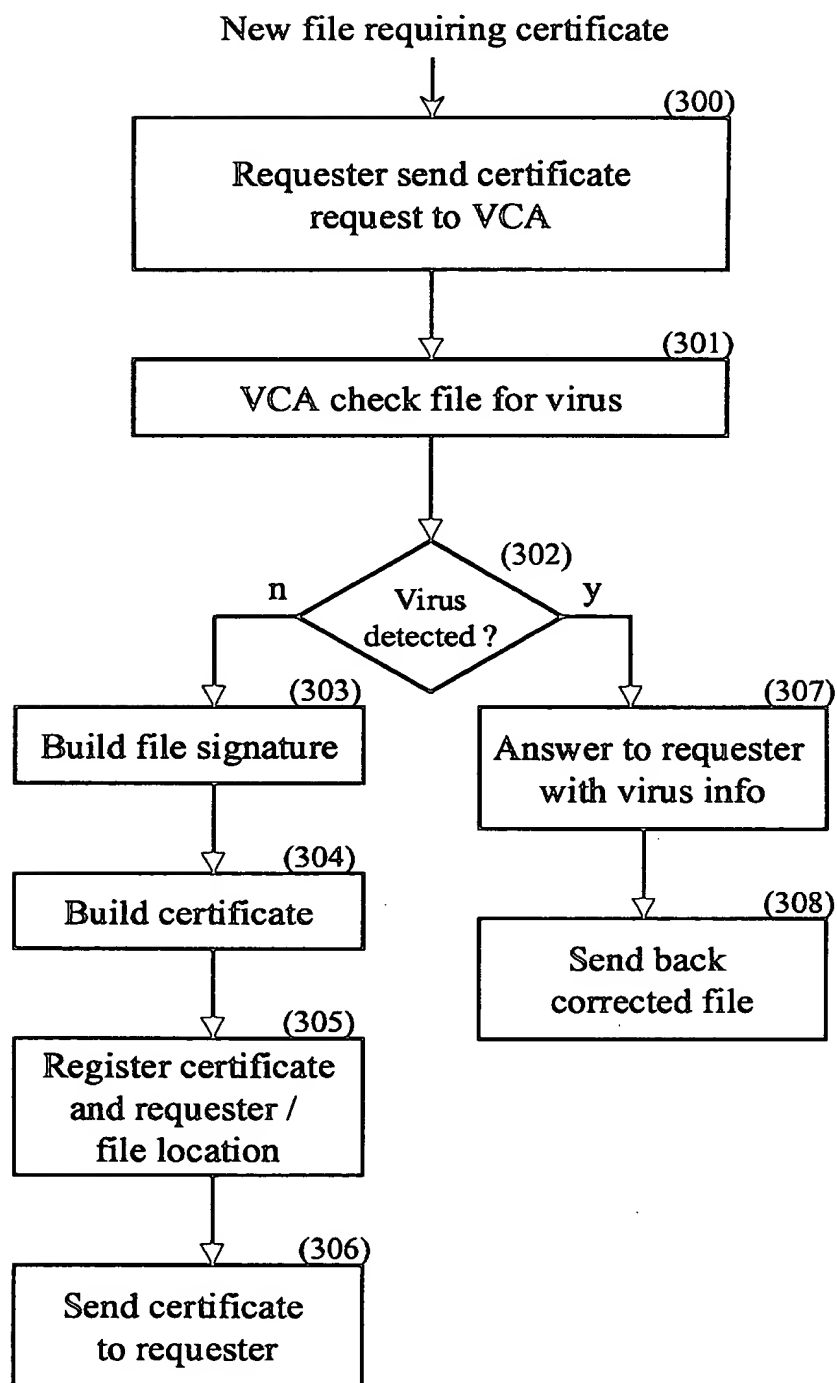 New file requiring certificate
(300)
Requester send certificate
request to VCA
(301)
VCA check file for virus
(302)
n
y
Virus
detected ?
(303)
Build file signature
(307)
Answer to requester
with virus info
(304)
Build certificate
(308)
Send back
corrected file
(305)
Register certificate
and requester /
file location
(306)
Send certificate
to requester